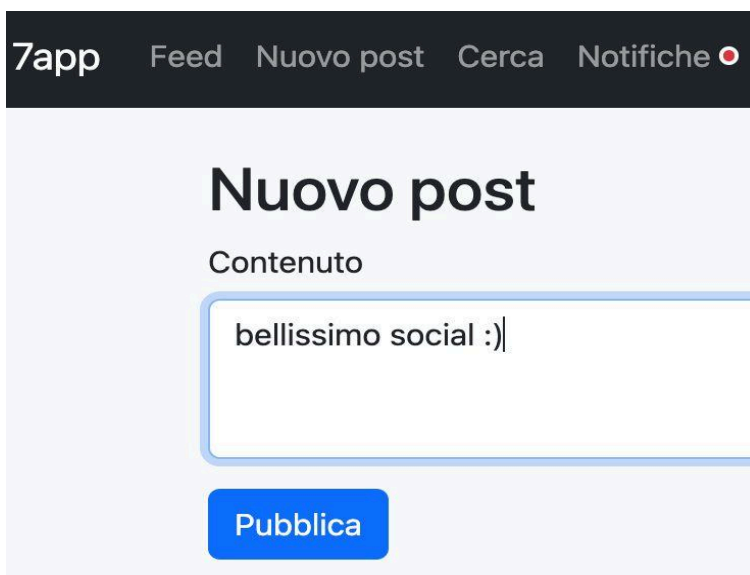 7app Feed Nuovo post Cerca Notifiche
Nuovo post
Contenuto
bellissimo social :)
Pubblica